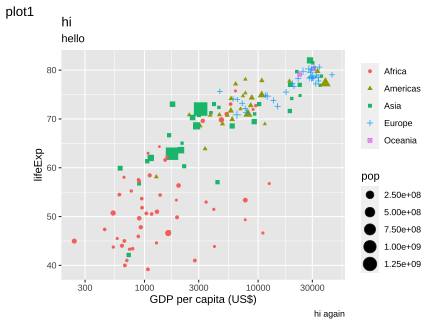 plot1
hi
hello
lifeExp
80
70
60
50
40
300
1000
3000
10000
30000
GDP per capita (US$)
hi again
Africa
Americas
Asia
Europe
Oceania
pop
2.50e+08
5.00e+08
7.50e+08
1.00e+09
1.25e+09